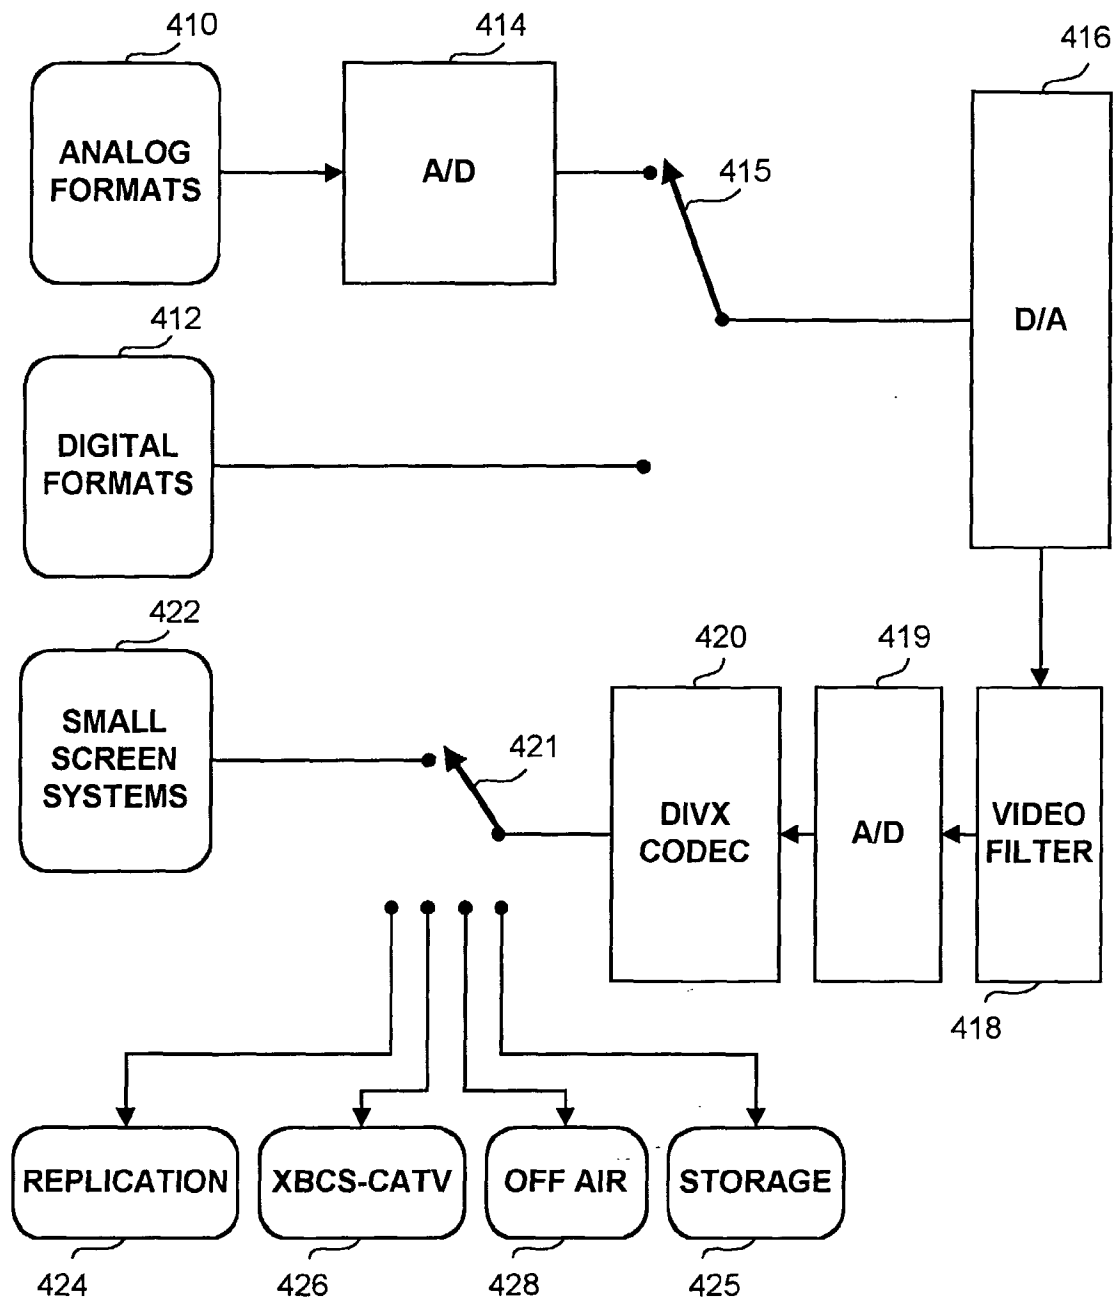 410
414
416
ANALOG
FORMATS
A/D
415
D/A
412
DIGITAL
FORMATS
422
420
419
SMALL
SCREEN
SYSTEMS
421
DIVX
CODEC
A/D
VIDEO
FILTER
418
REPLICATION
XBCS-CATV
OFF AIR
STORAGE
424
426
428
425